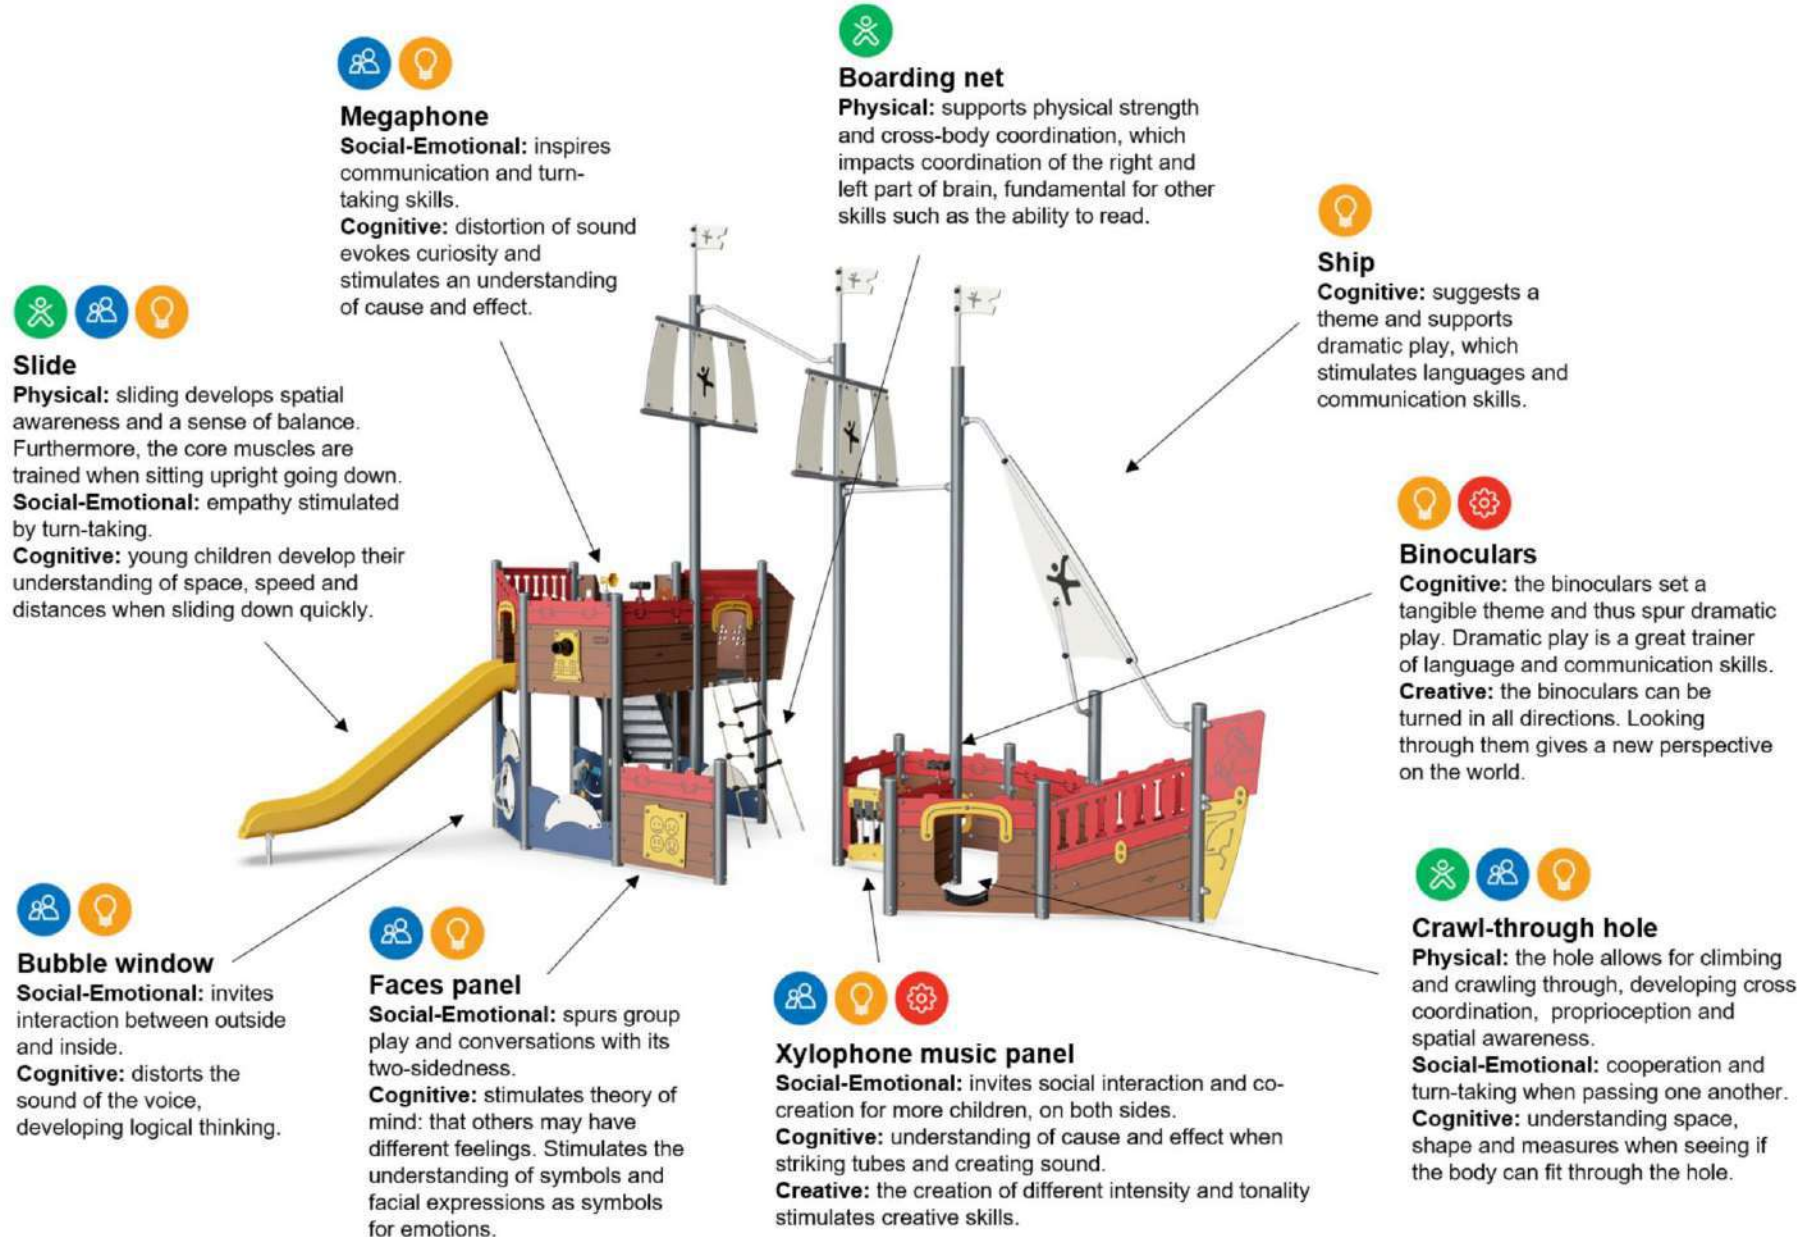 Megaphone
Social-Emotional: inspires
communication and turn-
taking skills.
Cognitive: distortion of sound
evokes curiosity and
stimulates an understanding
of cause and effect.
Boarding net
Physical: supports physical strength
and cross-body coordination, which
impacts coordination of the right and
left part of brain, fundamental for other
skills such as the ability to read.
Ship
Cognitive: suggests a
theme and supports
dramatic play, which
stimulates languages and
communication skills.
Slide
Physical: sliding develops spatial
awareness and a sense of balance.
Furthermore, the core muscles are
trained when sitting upright going down.
Social-Emotional: empathy stimulated
by turn-taking.
Cognitive: young children develop their
understanding of space, speed and
distances when sliding down quickly.
Binoculars
Cognitive: the binoculars set a
tangible theme and thus spur dramatic
play. Dramatic play is a great trainer
of language and communication skills.
Creative: the binoculars can be
turned in all directions. Looking
through them gives a new perspective
on the world.
Bubble window
Social-Emotional: invites
interaction between outside
and inside.
Cognitive: distorts the
sound of the voice,
developing logical thinking.
Faces panel
Social-Emotional: spurs group
play and conversations with its
two-sidedness.
Cognitive: stimulates theory of
mind: that others may have
different feelings. Stimulates the
understanding of symbols and
facial expressions as symbols
for emotions.
Xylophone music panel
Social-Emotional: invites social interaction and co-
creation for more children, on both sides.
Cognitive: understanding of cause and effect when
striking tubes and creating sound.
Creative: the creation of different intensity and tonality
stimulates creative skills.
Crawl-through hole
Physical: the hole allows for climbing
and crawling through, developing cross
coordination, proprioception and
spatial awareness.
Social-Emotional: cooperation and
turn-taking when passing one another.
Cognitive: understanding space,
shape and measures when seeing if
the body can fit through the hole.